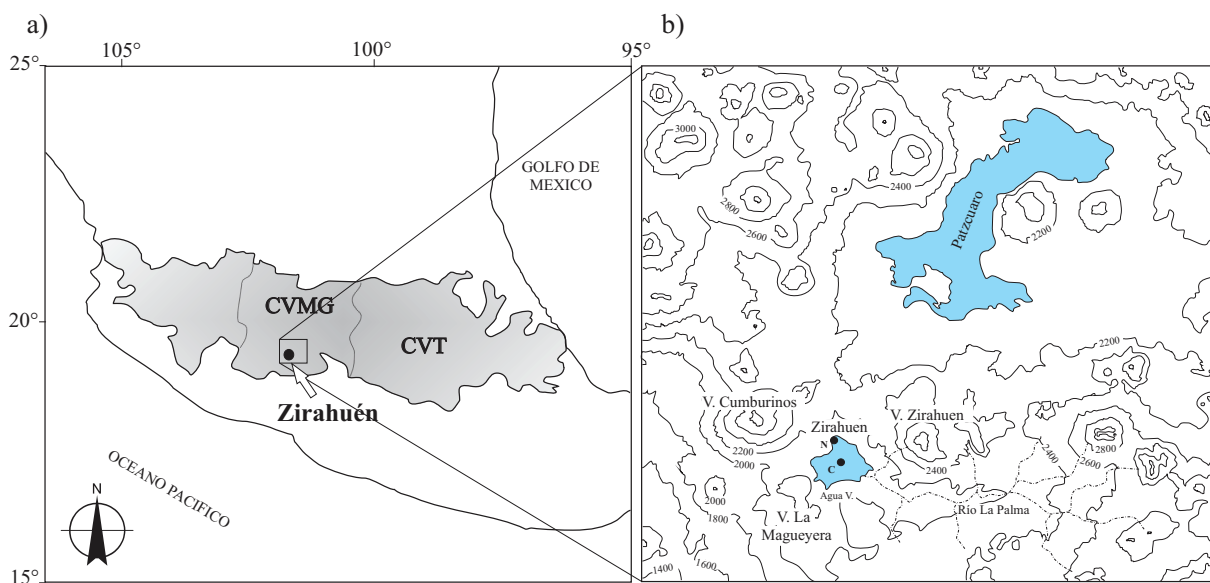 a)
105°
100°
95°
25°
20°
15°
GOLFO DE
MEXICO
CVMG
CVT
Zirahuén
OCEANO PACIFICO
N
b)
3000
2400
2800
2600
Patzcuaro
2200
2200
V. Cumburinos
V. Zirahuen
Zirahuen
N
C
2200
2000
2400
2400
2800
2600
2000
1800
Agua V.
Río La Palma
V. La
Magueyera
1400
1600